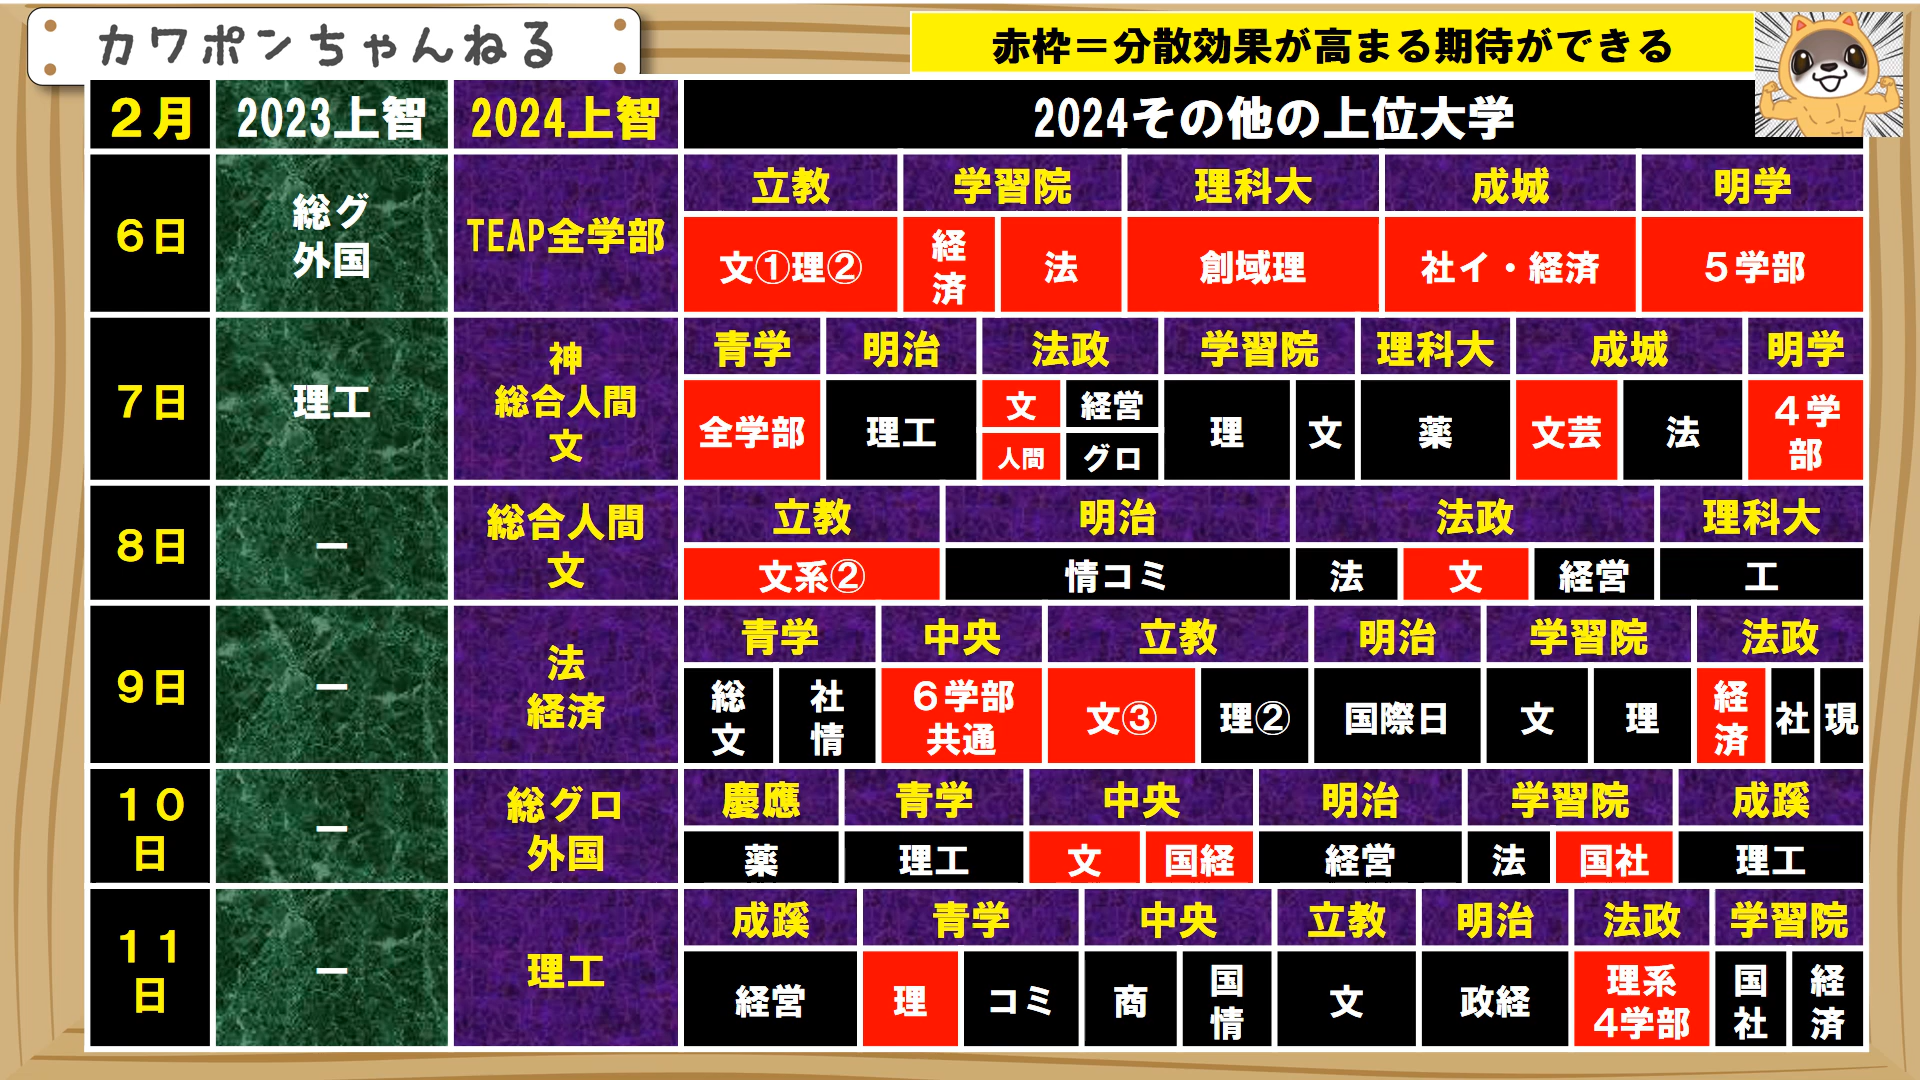 カワポンちゃんねる
赤枠＝分散効果が高まる期待ができる
２月 2023上智 2024上智 2024その他の上位大学
６日
総グ
外国
TEAP全学部
立教 学習院 理科大 成城 明学
文①理② 経済 法 創域理 社イ・経済 ５学部
７日
理工
神
総合人間
文
青学 明治 法政 学習院 理科大 成城 明学
全学部 理工 文 経営 人間 グロ 理 文 薬 文芸 法 ４学部
８日
ー
総合人間
文
立教 明治 法政 理科大
文系② 情コミ 法 文 経営 工
９日
ー
法
経済
青学 中央 立教 明治 学習院 法政
総文 社情 ６学部共通 文③ 理② 国際日 文 理 経済 社 現
１０日
ー
総グロ
外国
慶應 青学 中央 明治 学習院 成蹊
薬 理工 文 国経 経営 法 国社 理工
１１日
ー
理工
成蹊 青学 中央 立教 明治 法政 学習院
経営 理 コミ 商 国情 文 政経 理系4学部 国社 経済